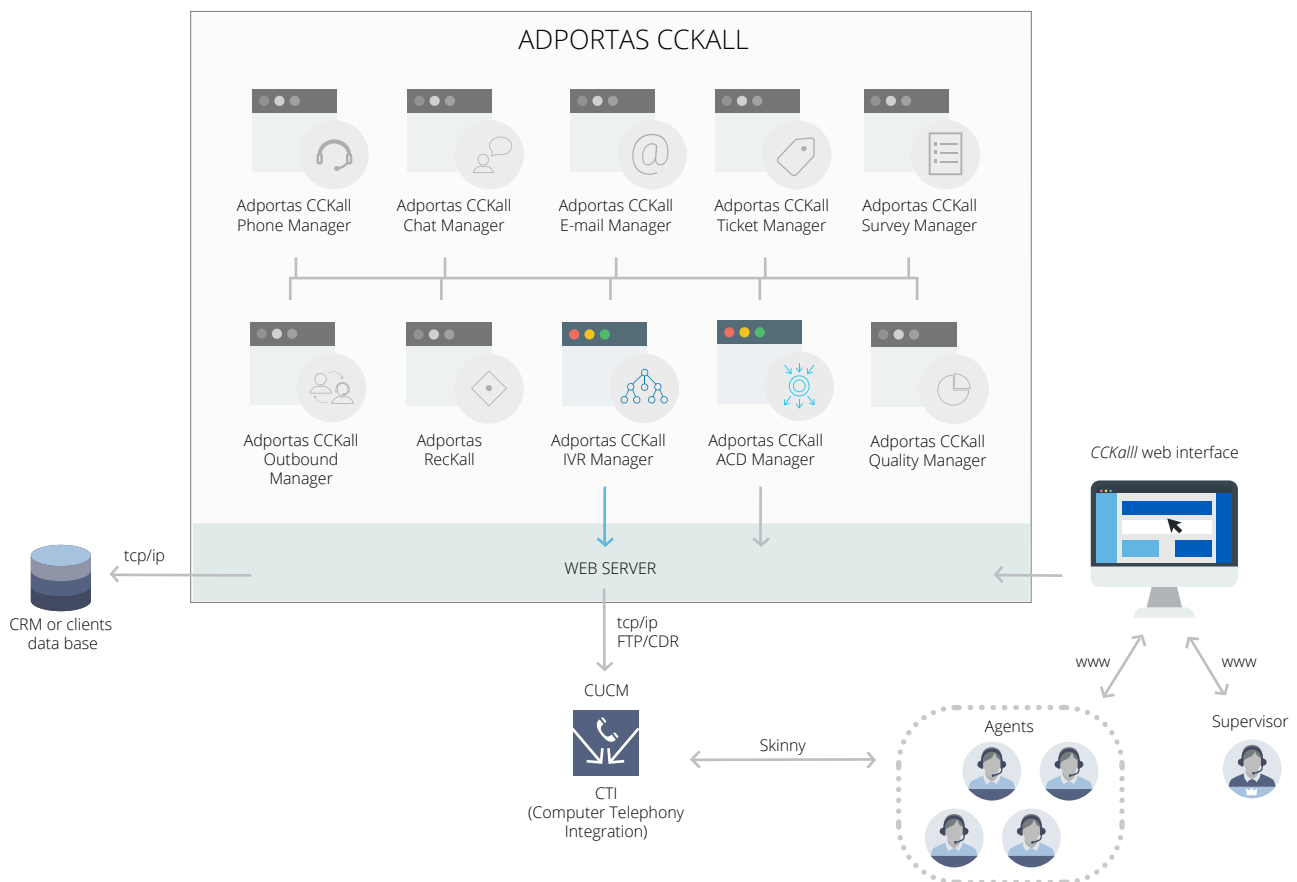 ADPORTAS CCKALL
Adportas CCKall
Phone Manager
Adportas CCKall
Chat Manager
Adportas CCKall
E-mail Manager
Adportas CCKall
Ticket Manager
Adportas CCKall
Survey Manager
Adportas CCKall
Outbound
Manager
Adportas
RecKall
Adportas CCKall
IVR Manager
Adportas CCKall
ACD Manager
Adportas CCKall
Quality Manager
CCKalll web interface
tcp/ip
WEB SERVER
CRM or clients
data base
tcp/ip
FTP/CDR
www
www
CUCM
Skinny
Agents
Supervisor
CTI
(Computer Telephony
Integration)